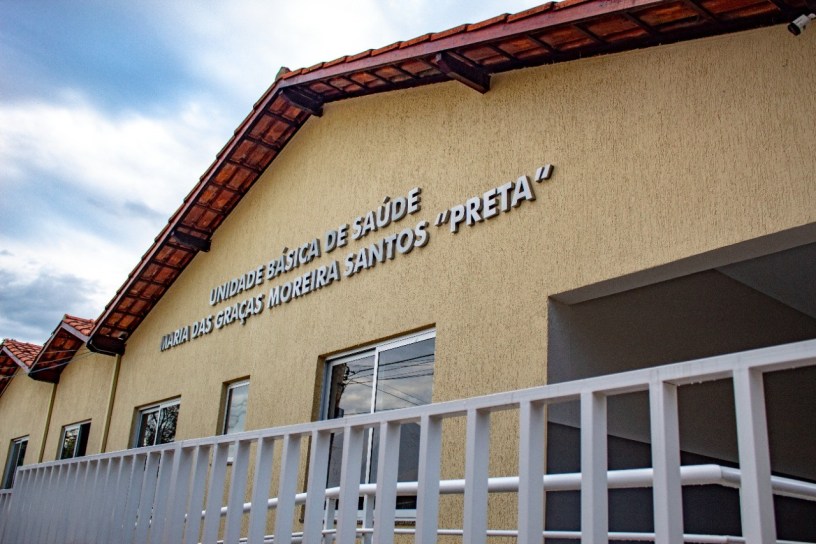 UNIDADE BÁSICA DE SAÚDE
MARIA DAS GRAÇAS MOREIRA SANTOS "PRETA"